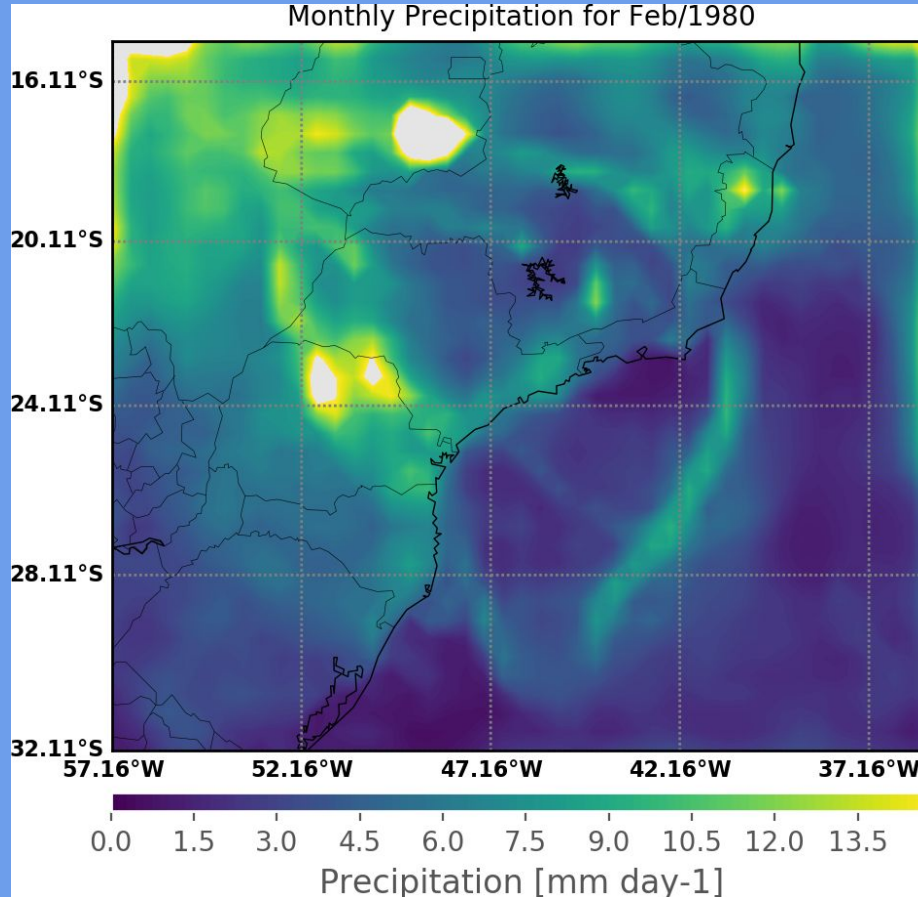 Monthly Precipitation for Feb/1980
16.11°S
20.11°S
24.11°S
28.11°S
32.11°S
57.16°W 52.16°W 47.16°W 42.16°W 37.16°W
0.0 1.5 3.0 4.5 6.0 7.5 9.0 10.5 12.0 13.5
Precipitation [mm day-1]